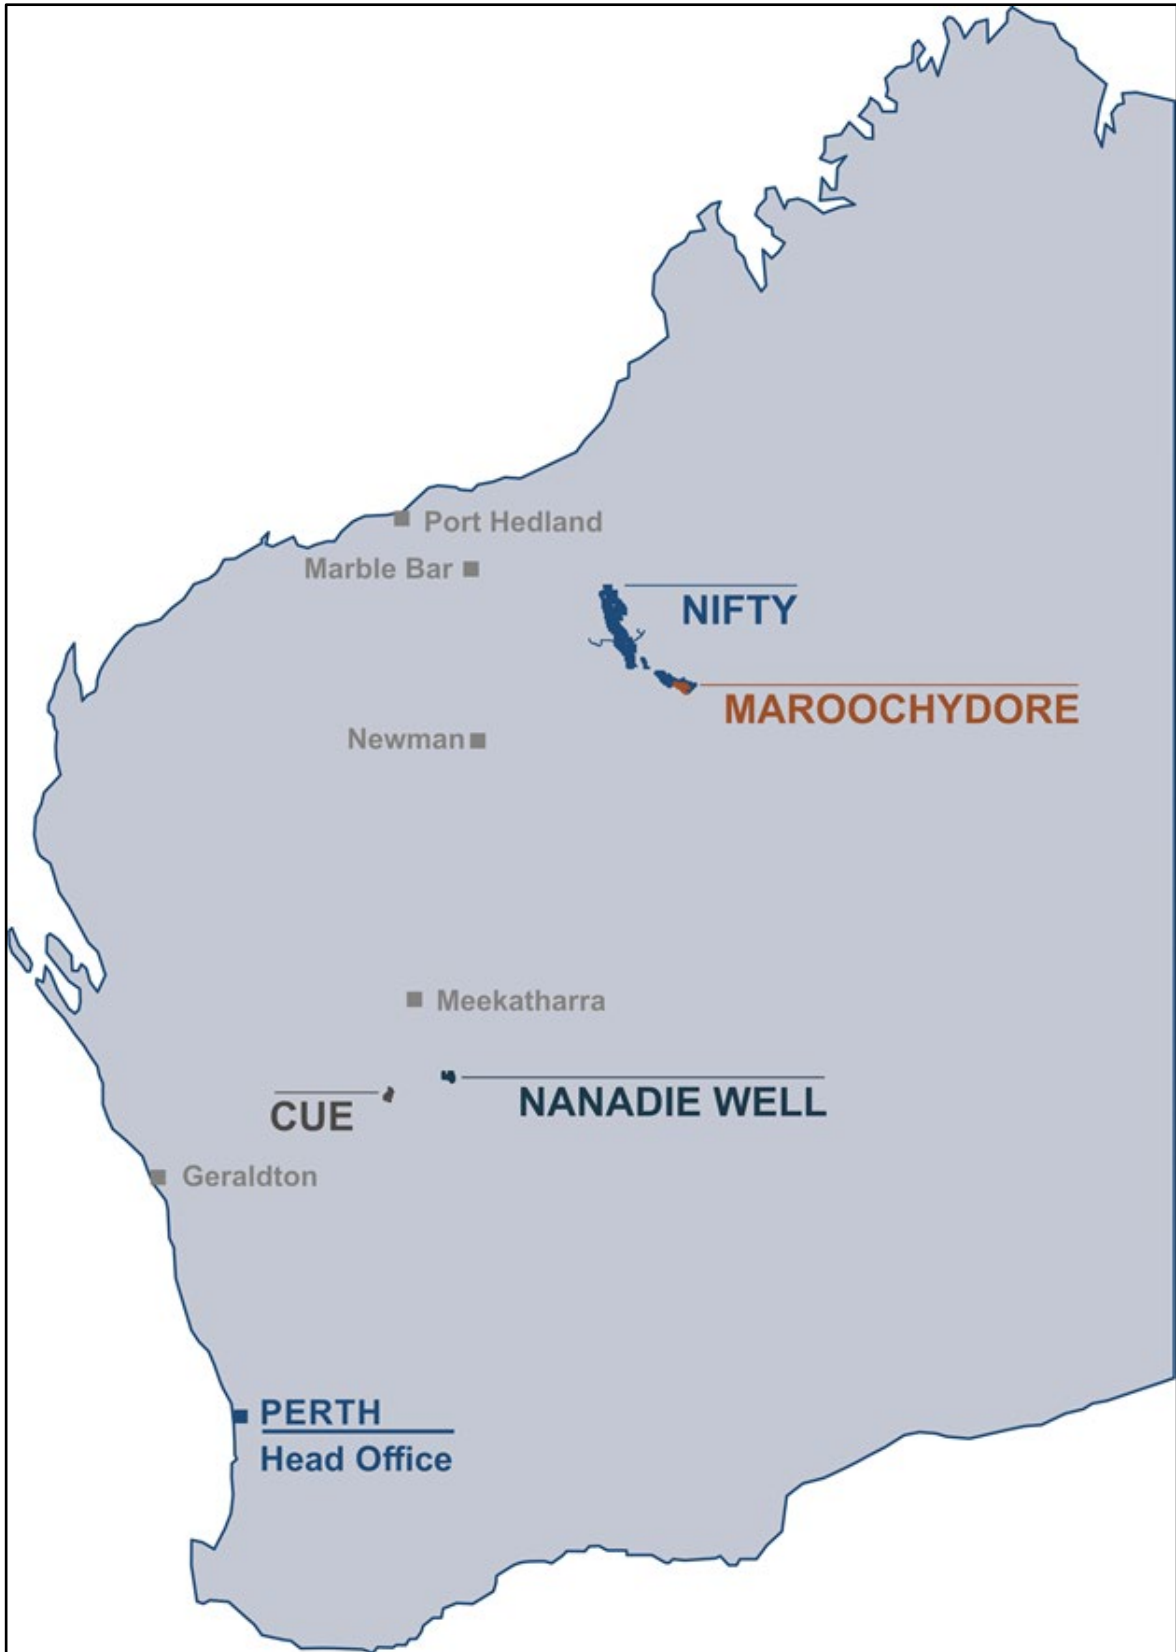 Port Hedland
Marble Bar
NIFTY
MAROOCHYDORE
Newman
Meekatharra
NANADIE WELL
CUE
Geraldton
PERTH
Head Office